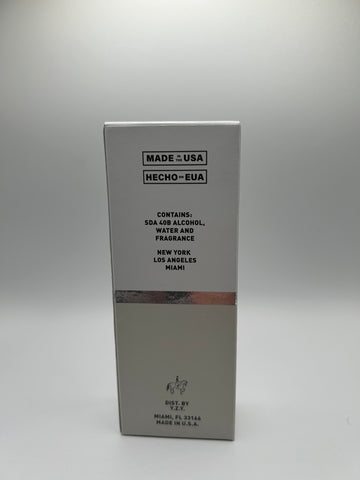 MADE IN THE USA
HECHO EN EUA
CONTAINS:
SDA 40B ALCOHOL,
WATER AND
FRAGRANCE
NEW YORK
LOS ANGELES
MIAMI
DIST. BY
Y.Z.Y.
MIAMI, FL 33166
MADE IN U.S.A.